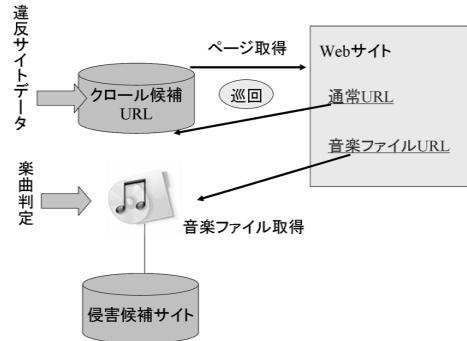 違反サイトデータ
クロール候補
URL
ページ取得
巡回
Webサイト
通常URL
音楽ファイルURL
楽曲判定
音楽ファイル取得
侵害候補サイト